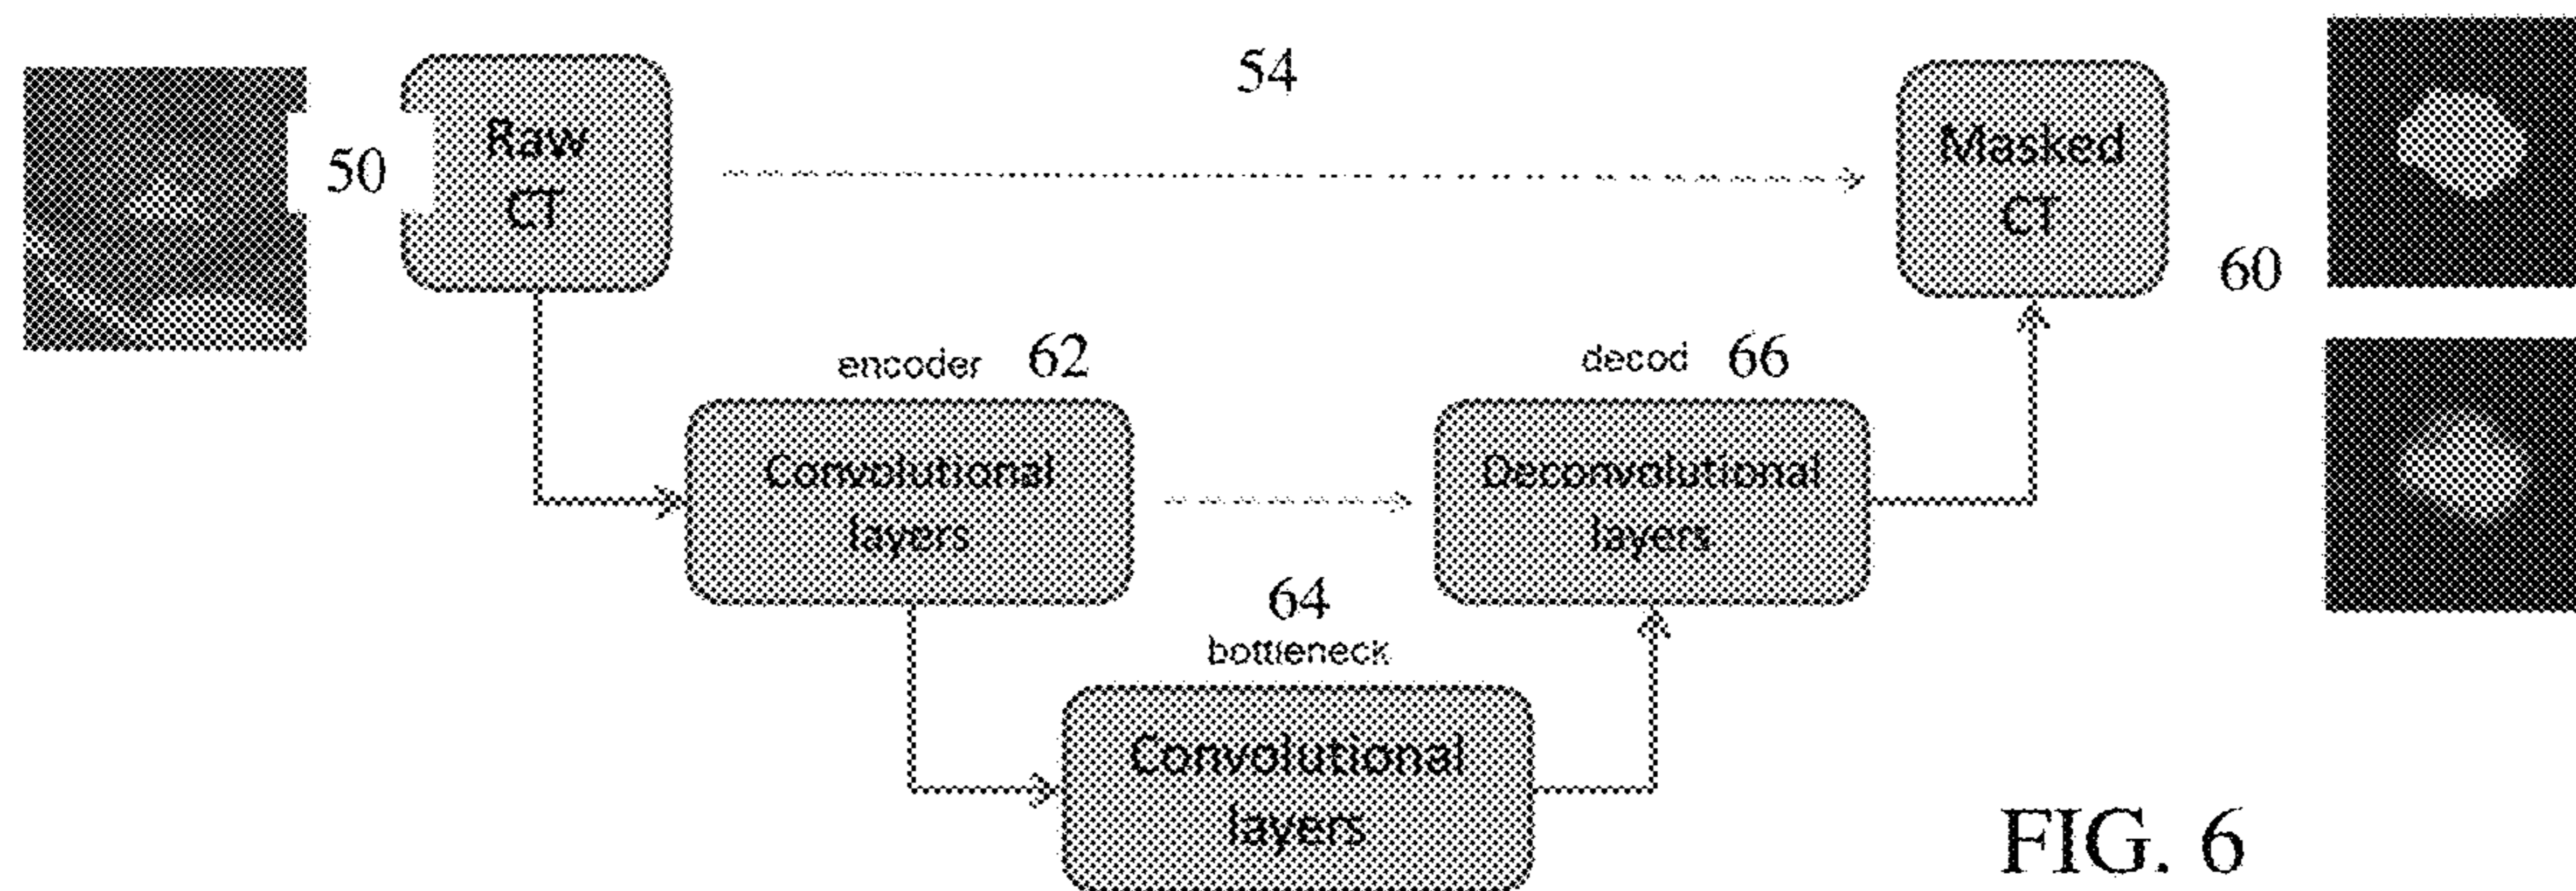 54
50
Raw
CT
Masked
CT
60
encoder 62
decod 66
Convolutional
layers
Deconvolutional
layers
64
bottleneck
Convolutional
layers
FIG. 6